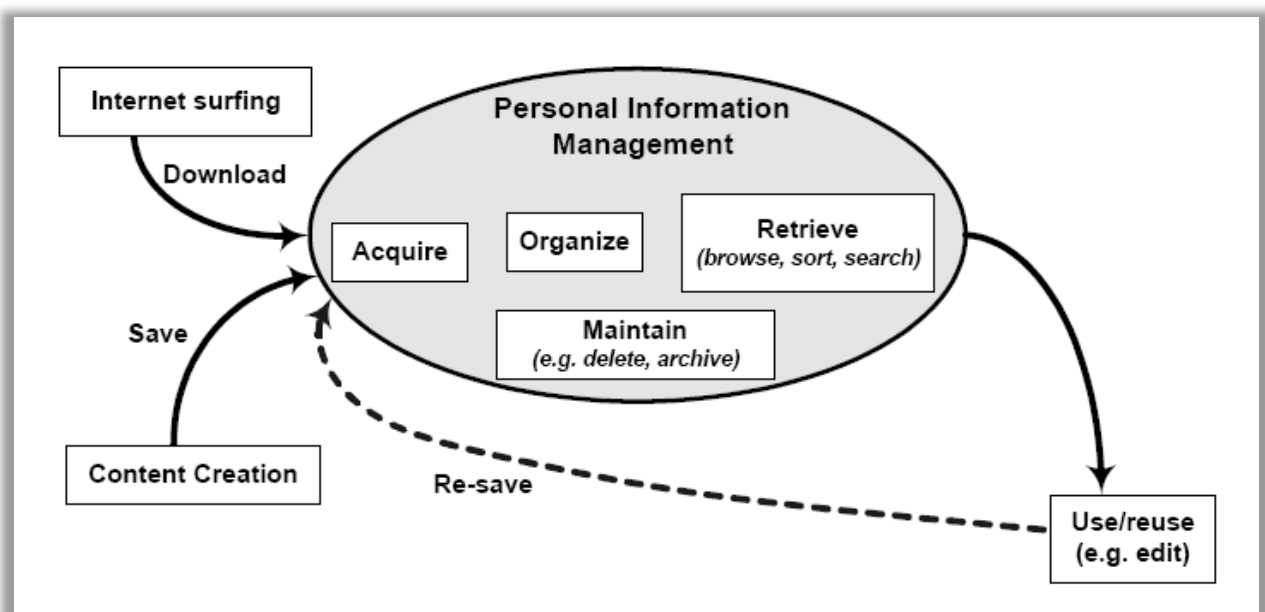 Internet surfing
Download
Personal Information
Management
Acquire
Organize
Retrieve
(browse, sort, search)
Maintain
(e.g. delete, archive)
Save
Content Creation
Re-save
Use/reuse
(e.g. edit)